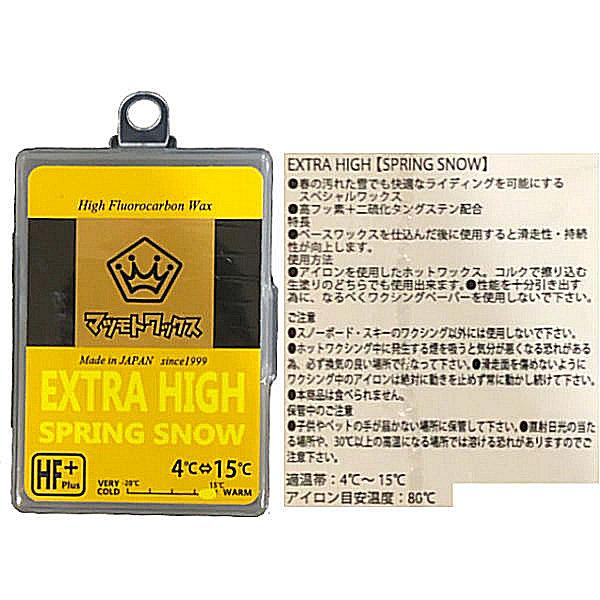 High Fluorocarbon Wax
マツモトワックス
Made in JAPAN since1999
EXTRA HIGH
SPRING SNOW
HF+
Plus
4℃⇔15℃
VERY
COLD
-20℃
15℃
WARM
EXTRA HIGH【SPRING SNOW】
●春の汚れた雪でも快適なライディングを可能にする
スペシャルワックス
●高フッ素＋二硫化タングステン配合
特長
●ベースワックスを仕込んだ後に使用すると滑走性・持続
性が向上します。
使用方法
●アイロンを使用したホットワックス。コルクで擦り込む
生塗りのどちらでも使用出来ます。●性能を十分引き出す
為に、なるべくワクシングペーパーを使用しないで下さい。
ご注意
●スノーボード・スキーのワクシング以外には使用しないで下さい。
●ホットワクシング中に発生する煙を吸うと気分が悪くなる恐れがある
為、必ず換気の良い場所で行なって下さい。●滑走面を傷めないように
ワクシング中のアイロンは絶対に動きを止めず常に動かし続けて下さい。
●本商品は食べられません。
保管中のご注意
●子供やペットの手が届かない場所に保管して下さい。●直射日光の当た
る場所や、30℃以上の高温になる場所では溶ける恐れがありますのでご
注意下さい。
適温帯：4℃～15℃
アイロン目安温度：80℃